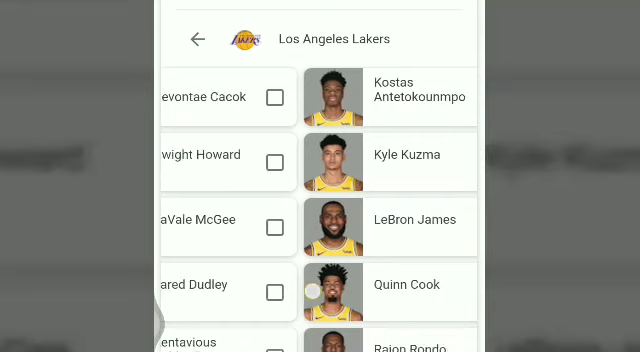 LAKERS
Los Angeles Lakers
evontae Cacok
Kostas
Antetokounmpo
wight Howard
Kyle Kuzma
aVale McGee
LeBron James
ared Dudley
Quinn Cook
entavious
Rajon Rondo